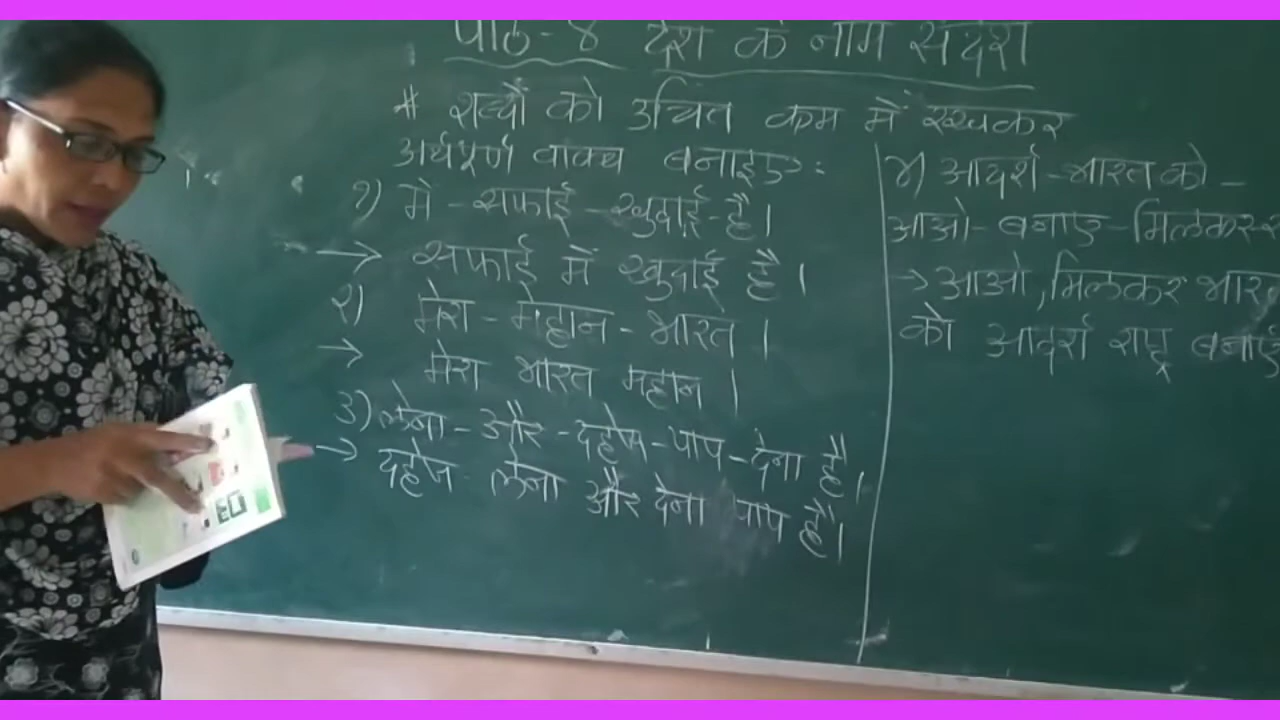 पाठ-४ देश के नाम संदेश
# शब्दों को उचित क्रम में रखकर
अर्थपूर्ण वाक्य बनाइए:
१) में - सफाई - खुदाई - है।
→ सफाई में खुदाई है।
२) मेरा - महान - भारत ।
→ मेरा भारत महान ।
३) लेना - और - दहेज - पाप - देना है।
→ दहेज लेना और देना पाप है।
४) आदर्श - भारत को -
आओ - बनाए - मिलकर -
→ आओ, मिलकर भारत
को आदर्श राष्ट्र बनाएँ